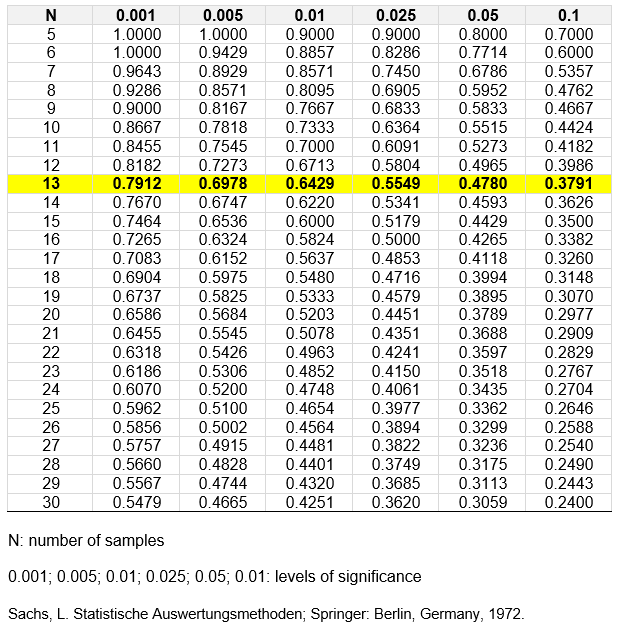 N 0.001 0.005 0.01 0.025 0.05 0.1
5 1.0000 1.0000 0.9000 0.9000 0.8000 0.7000
6 1.0000 0.9429 0.8857 0.8286 0.7714 0.6000
7 0.9643 0.8929 0.8571 0.7450 0.6786 0.5357
8 0.9286 0.8571 0.8095 0.6905 0.5952 0.4762
9 0.9000 0.8167 0.7667 0.6833 0.5833 0.4667
10 0.8667 0.7818 0.7333 0.6364 0.5515 0.4424
11 0.8455 0.7545 0.7000 0.6091 0.5273 0.4182
12 0.8182 0.7273 0.6713 0.5804 0.4965 0.3986
13 0.7912 0.6978 0.6429 0.5549 0.4780 0.3791
14 0.7670 0.6747 0.6220 0.5341 0.4593 0.3626
15 0.7464 0.6536 0.6000 0.5179 0.4429 0.3500
16 0.7265 0.6324 0.5824 0.5000 0.4265 0.3382
17 0.7083 0.6152 0.5637 0.4853 0.4118 0.3260
18 0.6904 0.5975 0.5480 0.4716 0.3994 0.3148
19 0.6737 0.5825 0.5333 0.4579 0.3895 0.3070
20 0.6586 0.5684 0.5203 0.4451 0.3789 0.2977
21 0.6455 0.5545 0.5078 0.4351 0.3688 0.2909
22 0.6318 0.5426 0.4963 0.4241 0.3597 0.2829
23 0.6186 0.5306 0.4852 0.4150 0.3518 0.2767
24 0.6070 0.5200 0.4748 0.4061 0.3435 0.2704
25 0.5962 0.5100 0.4654 0.3977 0.3362 0.2646
26 0.5856 0.5002 0.4564 0.3894 0.3299 0.2588
27 0.5757 0.4915 0.4481 0.3822 0.3236 0.2540
28 0.5660 0.4828 0.4401 0.3749 0.3175 0.2490
29 0.5567 0.4744 0.4320 0.3685 0.3113 0.2443
30 0.5479 0.4665 0.4251 0.3620 0.3059 0.2400
N: number of samples
0.001; 0.005; 0.01; 0.025; 0.05; 0.01: levels of significance
Sachs, L. Statistische Auswertungsmethoden; Springer: Berlin, Germany, 1972.